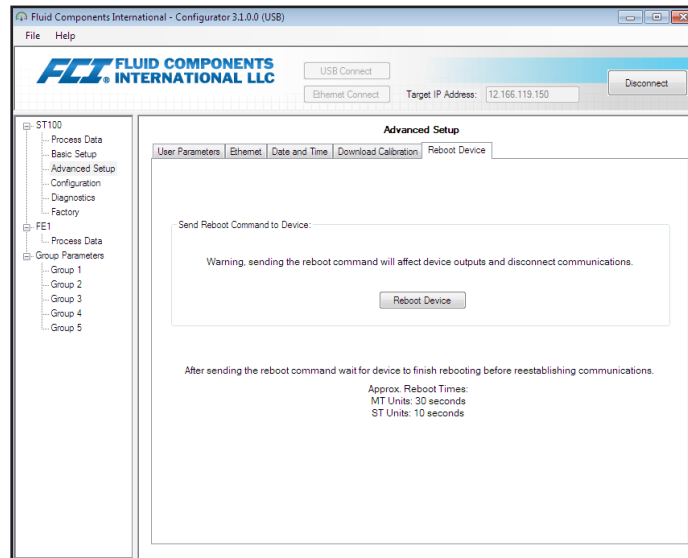 Fluid Components International - Configurator 3.1.0.0 (USB)
File Help
FCI® FLUID COMPONENTS
INTERNATIONAL LLC
USB Connect
Ethernet Connect
Target IP Address: 12.166.119.150
Disconnect
ST100
Process Data
Basic Setup
Advanced Setup
Configuration
Diagnostics
Factory
FE1
Process Data
Group Parameters
Group 1
Group 2
Group 3
Group 4
Group 5
Advanced Setup
User Parameters Ethernet Date and Time Download Calibration Reboot Device
Send Reboot Command to Device:
Warning, sending the reboot command will affect device outputs and disconnect communications.
Reboot Device
After sending the reboot command wait for device to finish rebooting before reestablishing communications.
Approx. Reboot Times:
MT Units: 30 seconds
ST Units: 10 seconds